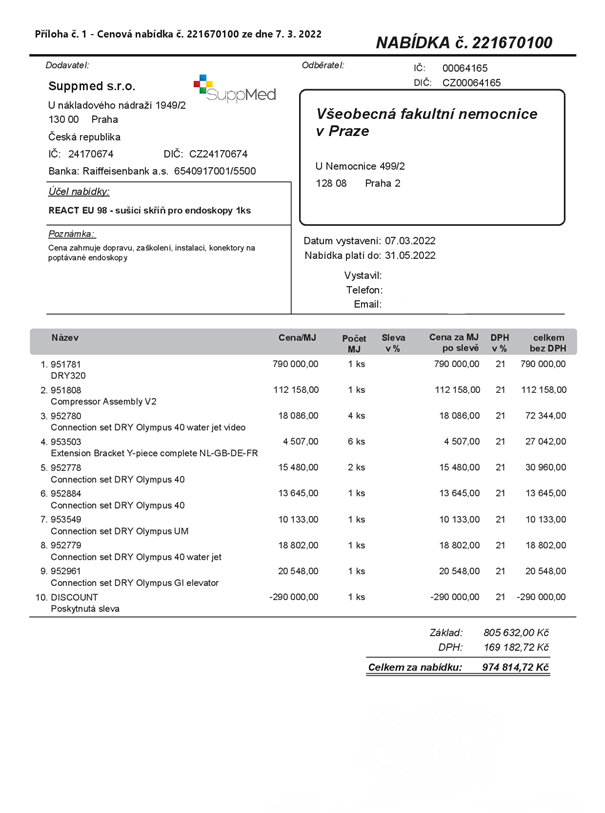 Příloha č. 1 - Cenová nabídka č. 221670100 ze dne 7. 3. 2022
NABÍDKA č. 221670100
Dodavatel:
Suppmed s.r.o.
SuppMed
U nákladového nádraží 1949/2
130 00 Praha
Česká republika
IČ: 24170674 DIČ: CZ24170674
Banka: Raiffeisenbank a.s. 6540917001/5500
Odběratel:
IČ: 00064165
DIČ: CZ00064165
Všeobecná fakultní nemocnice
v Praze
U Nemocnice 499/2
128 08 Praha 2
Účel nabídky:
REACT EU 98 - sušící skříň pro endoskopy 1ks
Poznámka:
Cena zahrnuje dopravu, zaškolení, instalaci, konektory na
poptávané endoskopy
Datum vystavení: 07.03.2022
Nabídka platí do: 31.05.2022
Vystavil:
Telefon:
Email:
Název Cena/MJ Počet MJ Sleva v % Cena za MJ po slevě DPH v % celkem bez DPH
1. 951781 790 000,00 1 ks 790 000,00 21 790 000,00
DRY320
2. 951808 112 158,00 1 ks 112 158,00 21 112 158,00
Compressor Assembly V2
3. 952780 18 086,00 4 ks 18 086,00 21 72 344,00
Connection set DRY Olympus 40 water jet video
4. 953503 4 507,00 6 ks 4 507,00 21 27 042,00
Extension Bracket Y-piece complete NL-GB-DE-FR
5. 952778 15 480,00 2 ks 15 480,00 21 30 960,00
Connection set DRY Olympus 40
6. 952884 13 645,00 1 ks 13 645,00 21 13 645,00
Connection set DRY Olympus 40
7. 953549 10 133,00 1 ks 10 133,00 21 10 133,00
Connection set DRY Olympus UM
8. 952779 18 802,00 1 ks 18 802,00 21 18 802,00
Connection set DRY Olympus 40 water jet
9. 952961 20 548,00 1 ks 20 548,00 21 20 548,00
Connection set DRY Olympus GI elevator
10. DISCOUNT -290 000,00 1 ks -290 000,00 21 -290 000,00
Poskytnutá sleva
Základ: 805 632,00 Kč
DPH: 169 182,72 Kč
Celkem za nabídku: 974 814,72 Kč